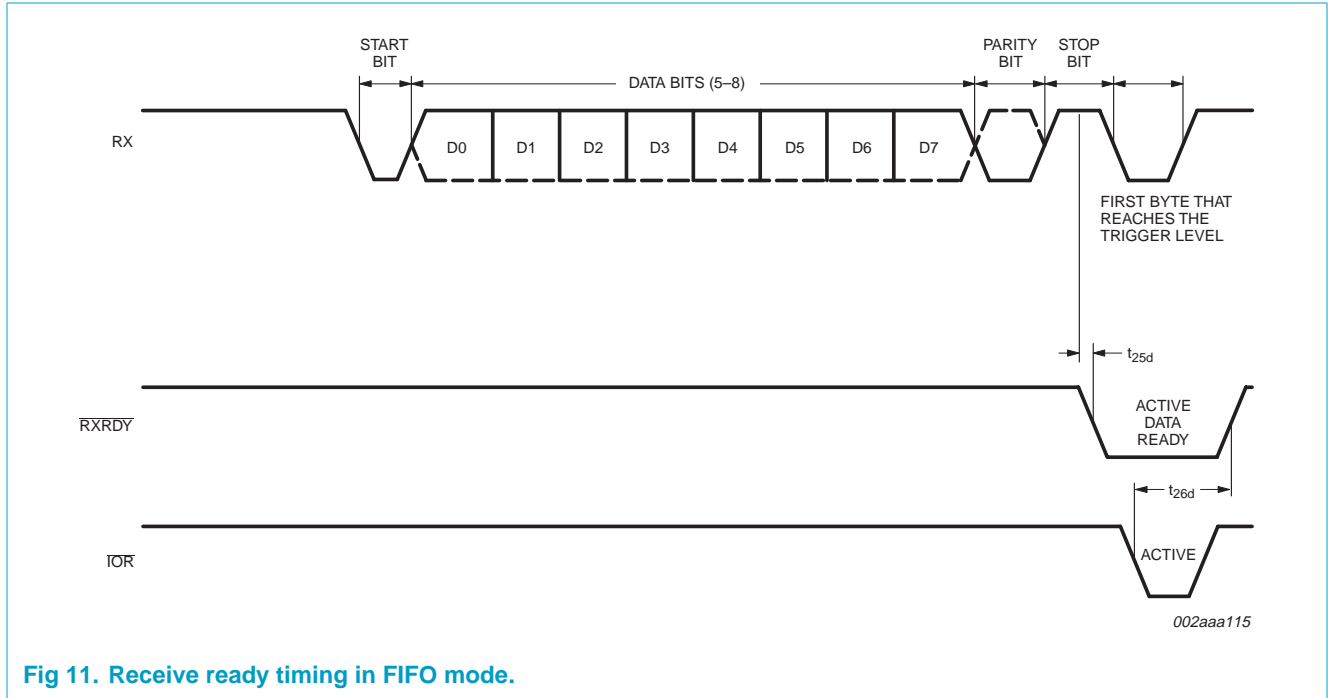 START
BIT
DATA BITS (5–8)
PARITY
BIT
STOP
BIT
RX
D0
D1
D2
D3
D4
D5
D6
D7
FIRST BYTE THAT
REACHES THE
TRIGGER LEVEL
t25d
RXRDY
ACTIVE
DATA
READY
t26d
IOR
ACTIVE
002aaa115
Fig 11. Receive ready timing in FIFO mode.